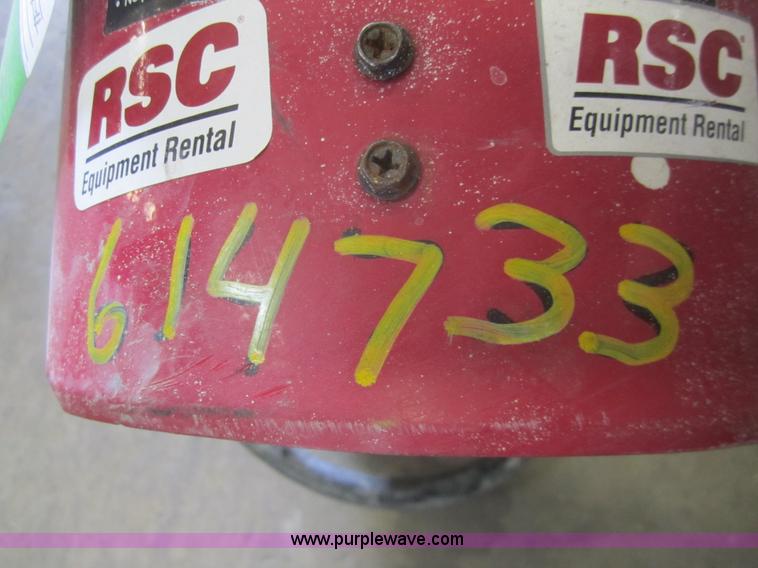 RSC
Equipment Rental
RSC
Equipment Rental
614733
www.purplewave.com